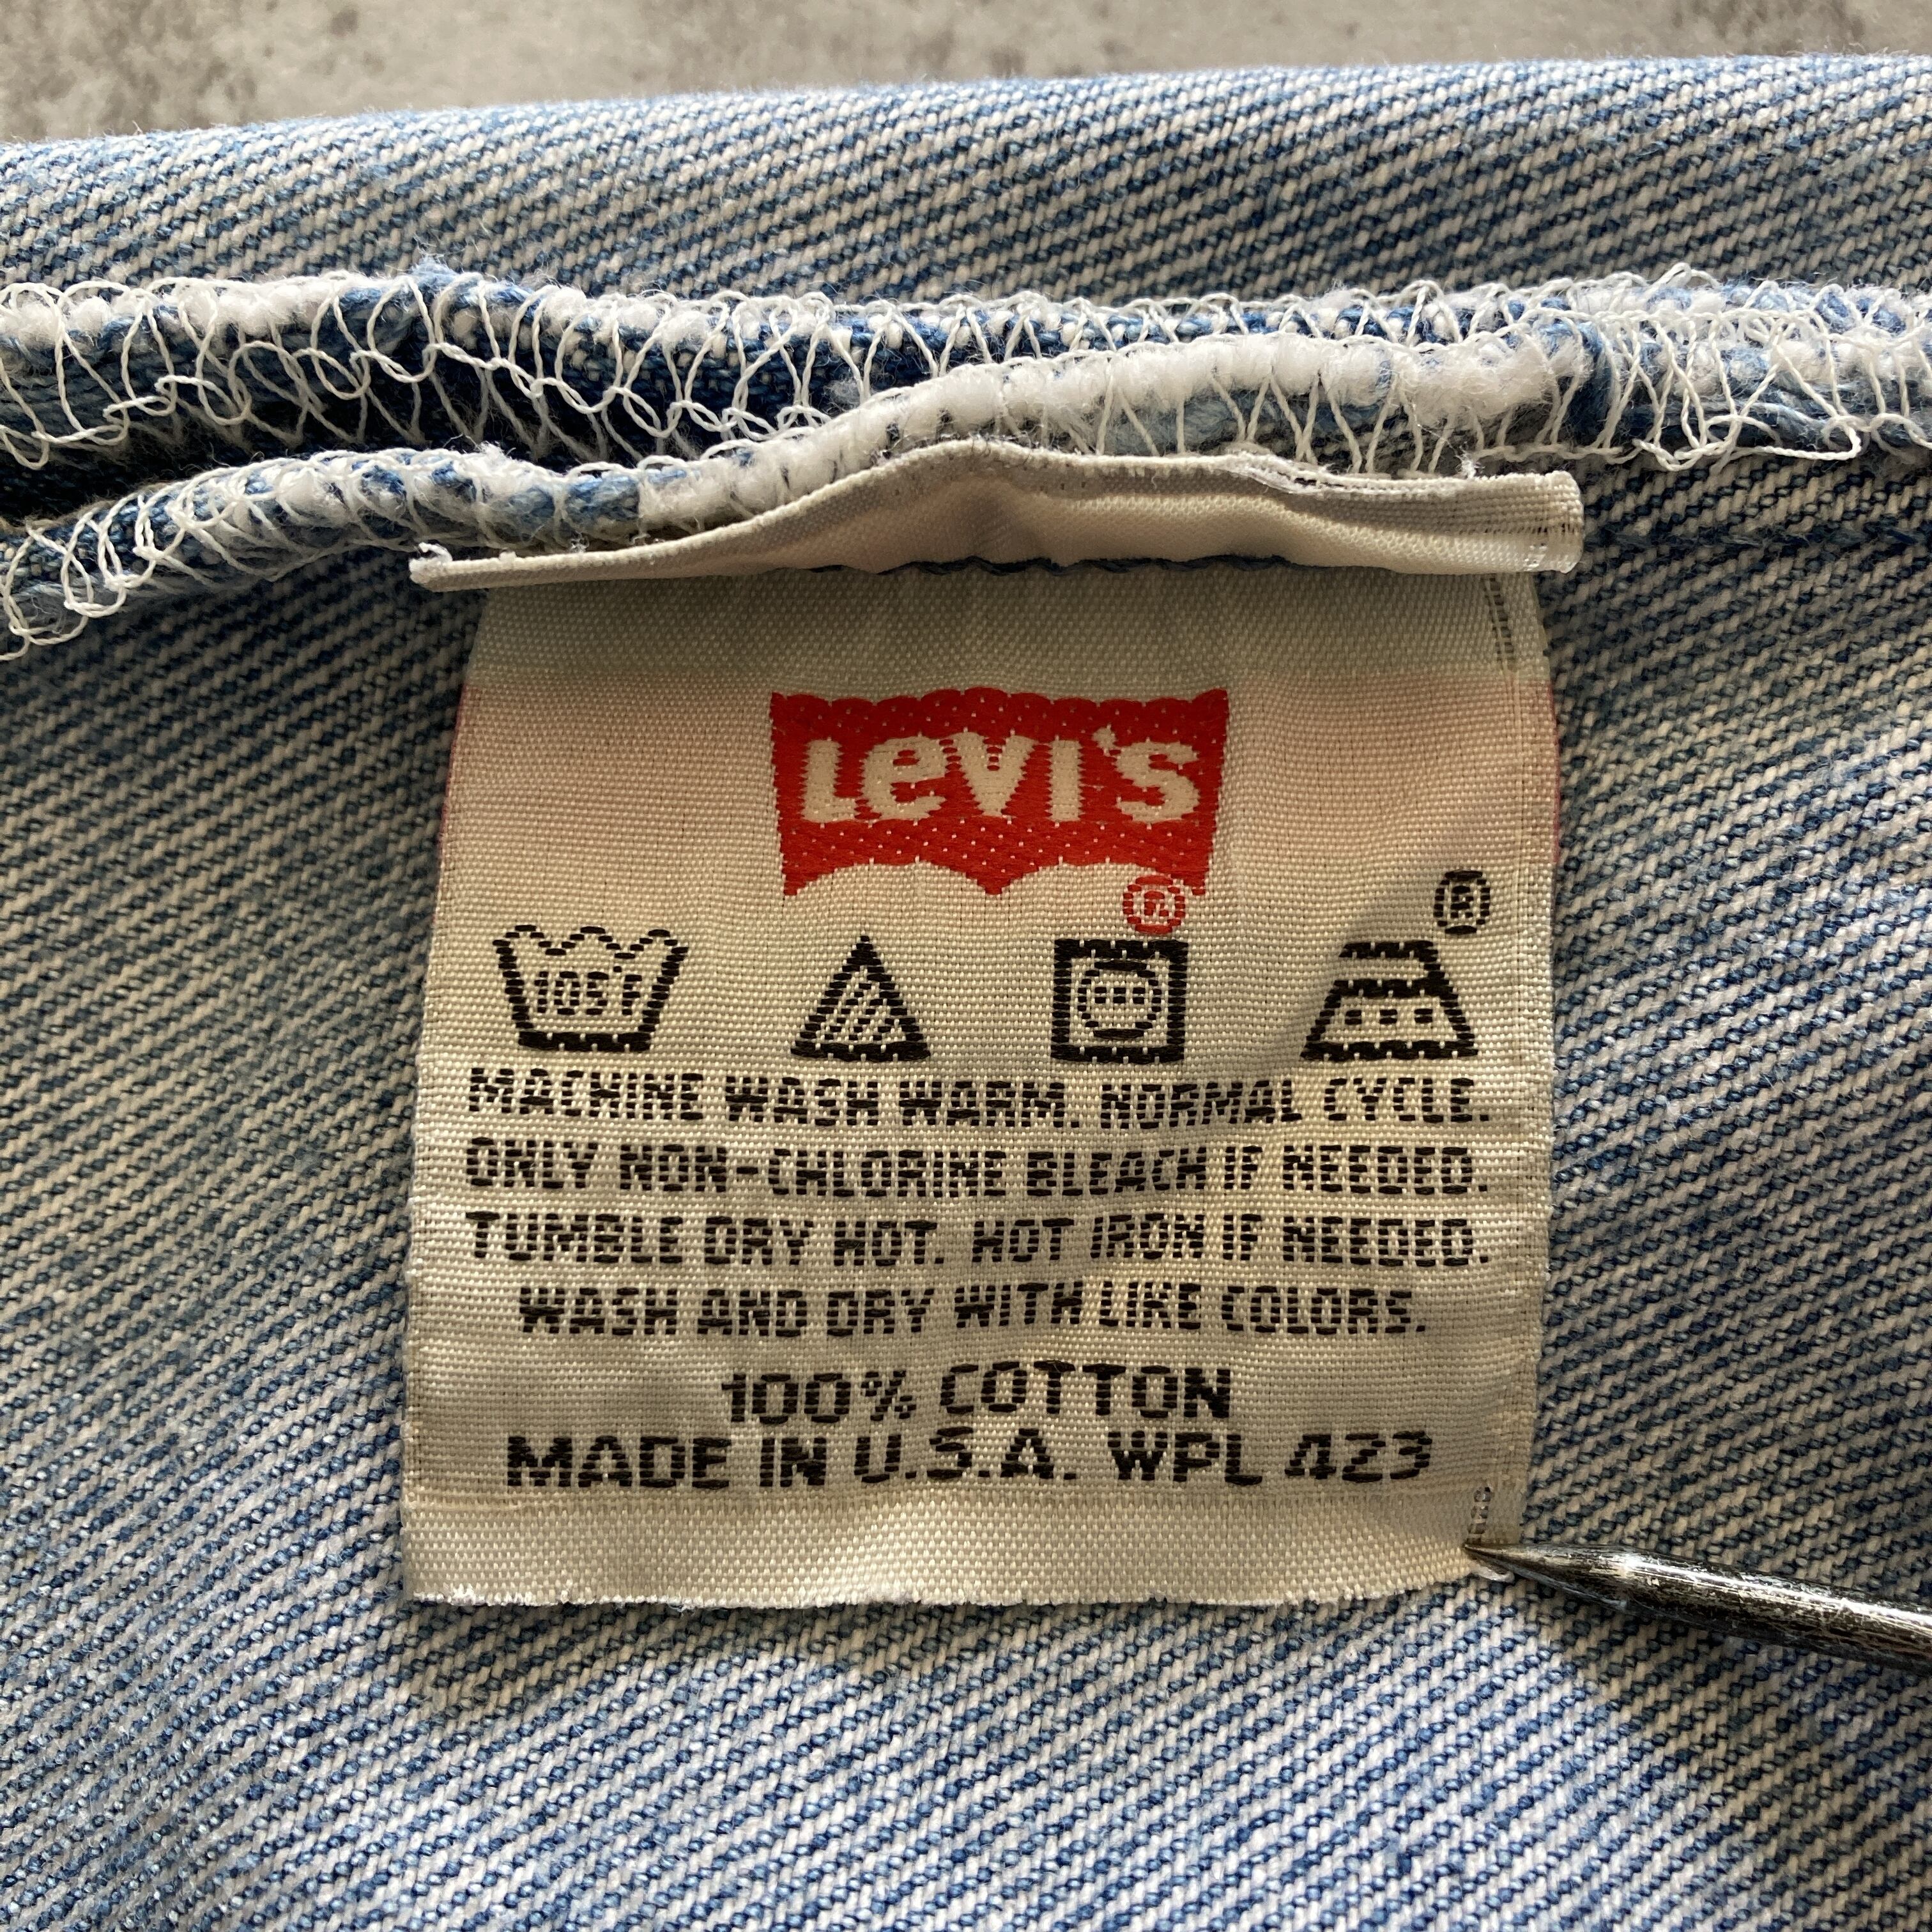 LEVI'S
®
®
105°F
MACHINE WASH WARM. NORMAL CYCLE.
ONLY NON-CHLORINE BLEACH IF NEEDED.
TUMBLE DRY HOT. HOT IRON IF NEEDED.
WASH AND DRY WITH LIKE COLORS.
100% COTTON
MADE IN U.S.A. WPL 423